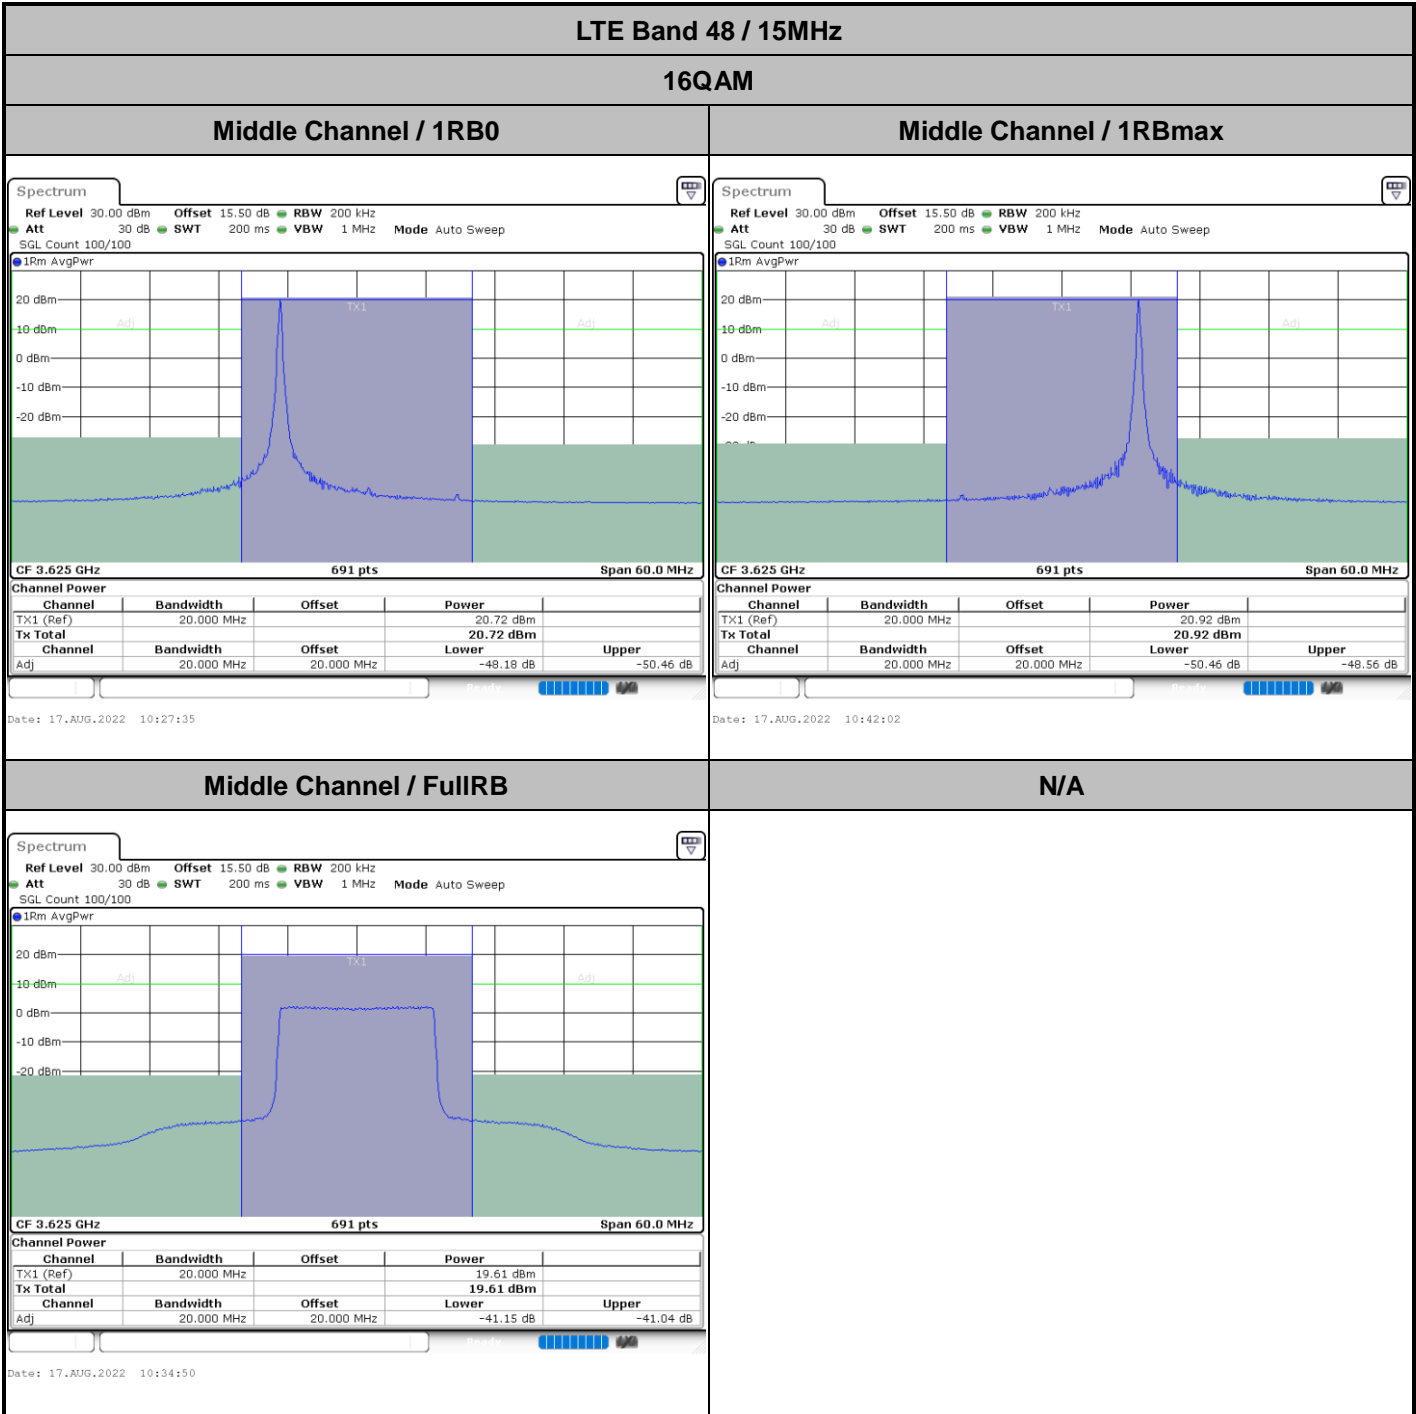 LTE Band 48 / 15MHz
16QAM
Middle Channel / 1RB0
Middle Channel / 1RBmax
Spectrum
Ref Level 30.00 dBm Offset 15.50 dB RBW 200 kHz
Att 30 dB SWT 200 ms VBW 1 MHz Mode Auto Sweep
SGL Count 100/100
1Rm AvgPwr
TX1
20 dBm
Adj
Adj
10 dBm
0 dBm
-10 dBm
-20 dBm
CF 3.625 GHz 691 pts Span 60.0 MHz
Channel Power
Channel Bandwidth Offset Power
TX1 (Ref) 20.000 MHz 20.72 dBm
Tx Total 20.72 dBm
Channel Bandwidth Offset Lower Upper
Adj 20.000 MHz 20.000 MHz -48.18 dB -50.46 dB
Ready
Date: 17.AUG.2022 10:27:35
Spectrum
Ref Level 30.00 dBm Offset 15.50 dB RBW 200 kHz
Att 30 dB SWT 200 ms VBW 1 MHz Mode Auto Sweep
SGL Count 100/100
1Rm AvgPwr
TX1
20 dBm
Adj
Adj
10 dBm
0 dBm
-10 dBm
-20 dBm
CF 3.625 GHz 691 pts Span 60.0 MHz
Channel Power
Channel Bandwidth Offset Power
TX1 (Ref) 20.000 MHz 20.92 dBm
Tx Total 20.92 dBm
Channel Bandwidth Offset Lower Upper
Adj 20.000 MHz 20.000 MHz -50.46 dB -48.56 dB
Ready
Date: 17.AUG.2022 10:42:02
Middle Channel / FullRB
N/A
Spectrum
Ref Level 30.00 dBm Offset 15.50 dB RBW 200 kHz
Att 30 dB SWT 200 ms VBW 1 MHz Mode Auto Sweep
SGL Count 100/100
1Rm AvgPwr
20 dBm
TX1
Adj
Adj
10 dBm
0 dBm
-10 dBm
-20 dBm
CF 3.625 GHz 691 pts Span 60.0 MHz
Channel Power
Channel Bandwidth Offset Power
TX1 (Ref) 20.000 MHz 19.61 dBm
Tx Total 19.61 dBm
Channel Bandwidth Offset Lower Upper
Adj 20.000 MHz 20.000 MHz -41.15 dB -41.04 dB
Ready
Date: 17.AUG.2022 10:34:50